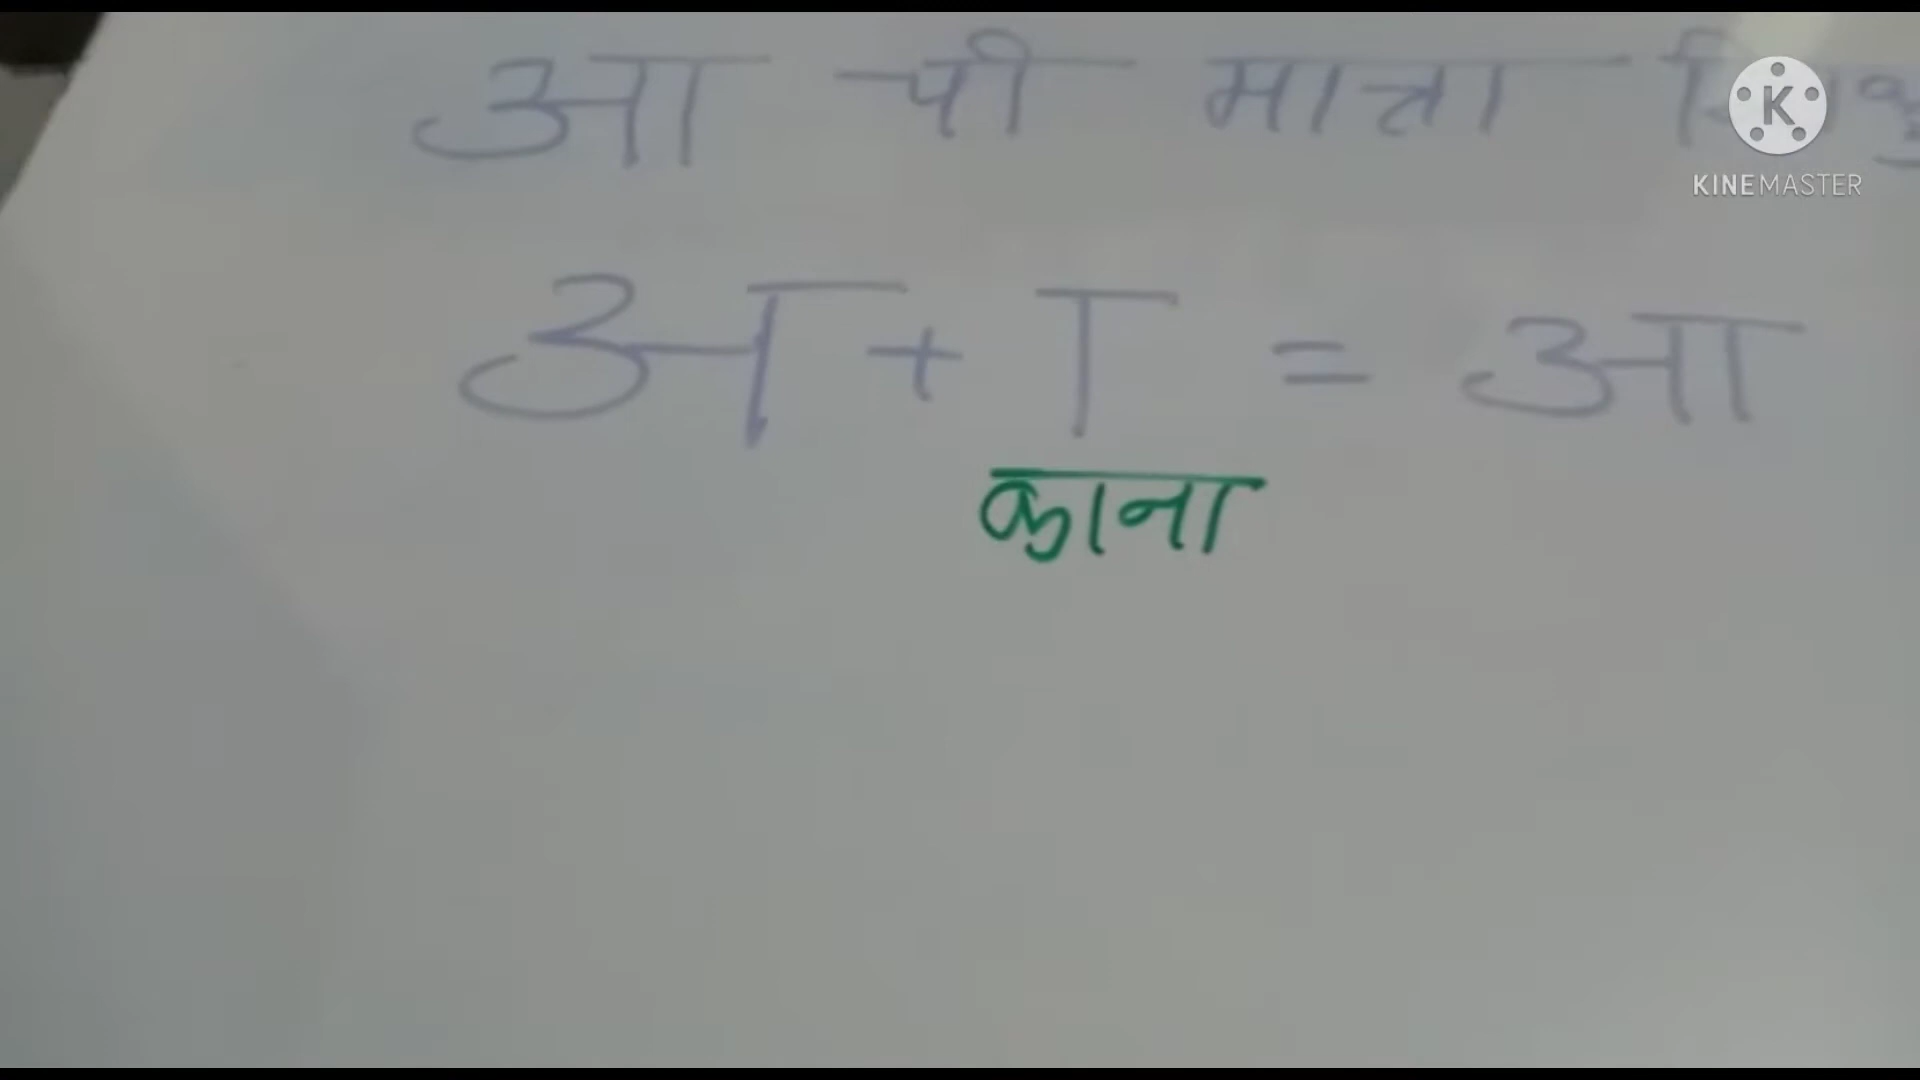 आ ची मात्रा
KINEMASTER
अ + ा = आ
काना